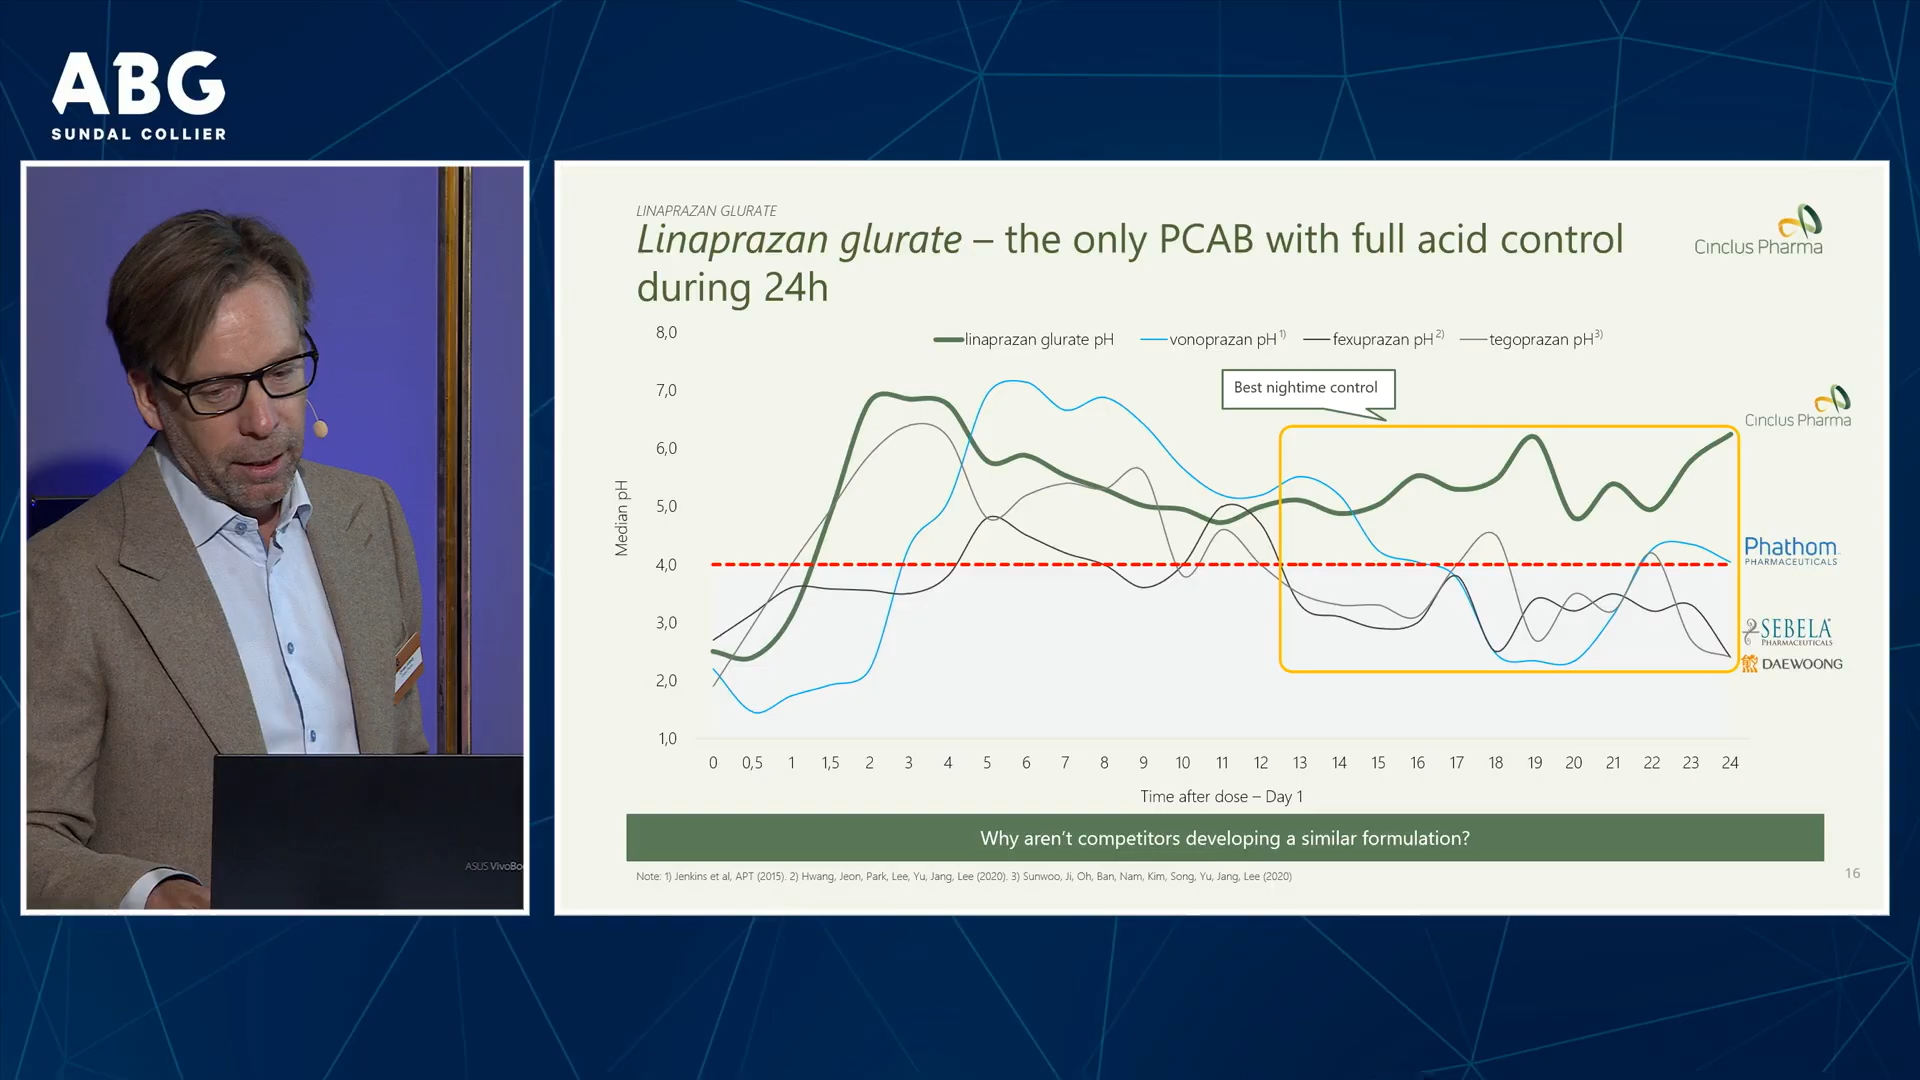 ABG
SUNDAL COLLIER
LINAPRAZAN GLURATE
Linaprazan glurate – the only PCAB with full acid control
during 24h
Cinclus Pharma
8,0
linaprazan glurate pH
vonoprazan pH 1)
fexuprazan pH 2)
tegoprazan pH 3)
7,0
Best nightime control
Cinclus Pharma
6,0
5,0
Median pH
4,0
Phathom
PHARMACEUTICALS
3,0
SEBELA
PHARMACEUTICALS
DAEWOONG
2,0
1,0
0 0,5 1 1,5 2 3 4 5 6 7 8 9 10 11 12 13 14 15 16 17 18 19 20 21 22 23 24
Time after dose – Day 1
Why aren't competitors developing a similar formulation?
Note: 1) Jenkins et al, APT (2015). 2) Hwang, Jeon, Park, Lee, Yu, Jang, Lee (2020). 3) Sunwoo, Ji, Oh, Ban, Nam, Kim, Song, Yu, Jang, Lee (2020)
16
ASUS VivoBo